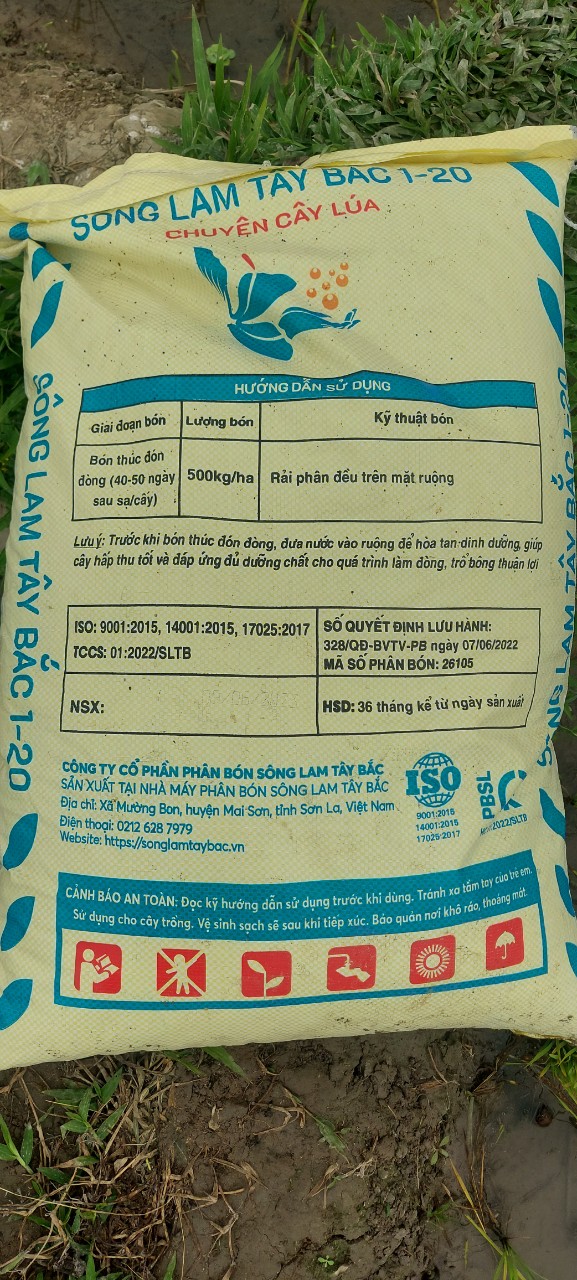 SÔNG LAM TÂY BẮC 1-20
CHUYÊN CÂY LÚA
HƯỚNG DẪN SỬ DỤNG
Giai đoạn bón Lượng bón Kỹ thuật bón
Bón thúc đón
đòng (40-50 ngày 500kg/ha Rải phân đều trên mặt ruộng
sau sạ/cấy)
Lưu ý: Trước khi bón thúc đón đòng, đưa nước vào ruộng để hòa tan dinh dưỡng, giúp
cây hấp thu tốt và đáp ứng đủ dưỡng chất cho quá trình làm đòng, trổ bông thuận lợi
ISO: 9001:2015, 14001:2015, 17025:2017
TCCS: 01:2022/SLTB
SỐ QUYẾT ĐỊNH LƯU HÀNH:
328/QĐ-BVTV-PB ngày 07/06/2022
MÃ SỐ PHÂN BÓN: 26105
NSX:
HSD: 36 tháng kể từ ngày sản xuất
CÔNG TY CỔ PHẦN PHÂN BÓN SÔNG LAM TÂY BẮC
SẢN XUẤT TẠI NHÀ MÁY PHÂN BÓN SÔNG LAM TÂY BẮC
Địa chỉ: Xã Mường Bon, huyện Mai Sơn, tỉnh Sơn La, Việt Nam
Điện thoại: 0212 628 7979
Website: https://songlamtaybac.vn
ISO
9001:2015
14001:2015
17025:2017
PBSL
2022/SLTB
CẢNH BÁO AN TOÀN: Đọc kỹ hướng dẫn sử dụng trước khi dùng. Tránh xa tầm tay của trẻ em.
Sử dụng cho cây trồng. Vệ sinh sạch sẽ sau khi tiếp xúc. Bảo quản nơi khô ráo, thoáng mát.
SÔNG LAM TÂY BẮC 1-20
SÔNG LAM TÂY BẮC 1-20